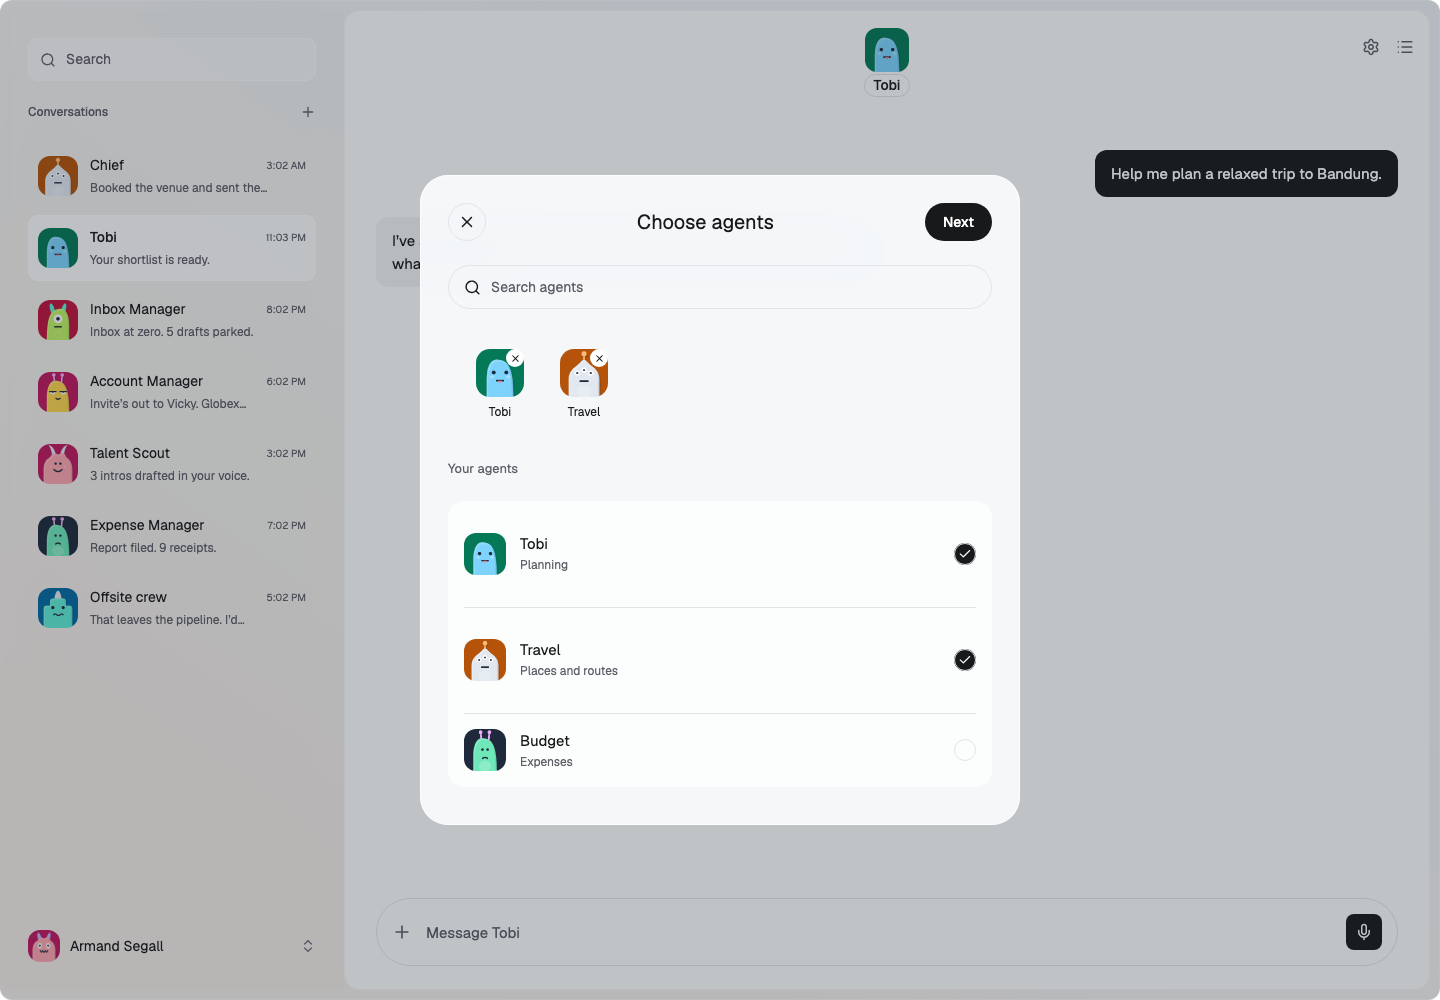 Search
Conversations
Chief
3:02 AM
Booked the venue and sent the...
Tobi
11:03 PM
Your shortlist is ready.
Inbox Manager
8:02 PM
Inbox at zero. 5 drafts parked.
Account Manager
6:02 PM
Invite's out to Vicky. Globex...
Talent Scout
3:02 PM
3 intros drafted in your voice.
Expense Manager
7:02 PM
Report filed. 9 receipts.
Offsite crew
5:02 PM
That leaves the pipeline. I'd...
Armand Segall
Tobi
Help me plan a relaxed trip to Bandung.
I've
Choose agents
Next
Search agents
Tobi
Travel
Your agents
Tobi
Planning
Travel
Places and routes
Budget
Expenses
Message Tobi